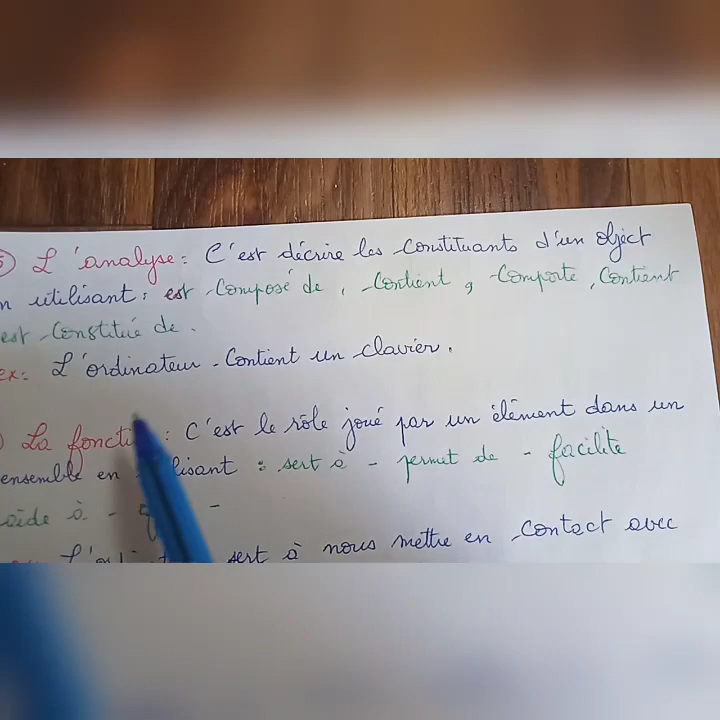 5) L'analyse : C'est décrire les constituants d'un object
en utilisant : est composé de , contient , comporte , contient
est constitué de .
ex : L'ordinateur contient un clavier .
) La : C'est le rôle joué par un élément dans un
ensemble en : sert à - permet de - facilite
aide à - -
sert à nous mettre en contact avec